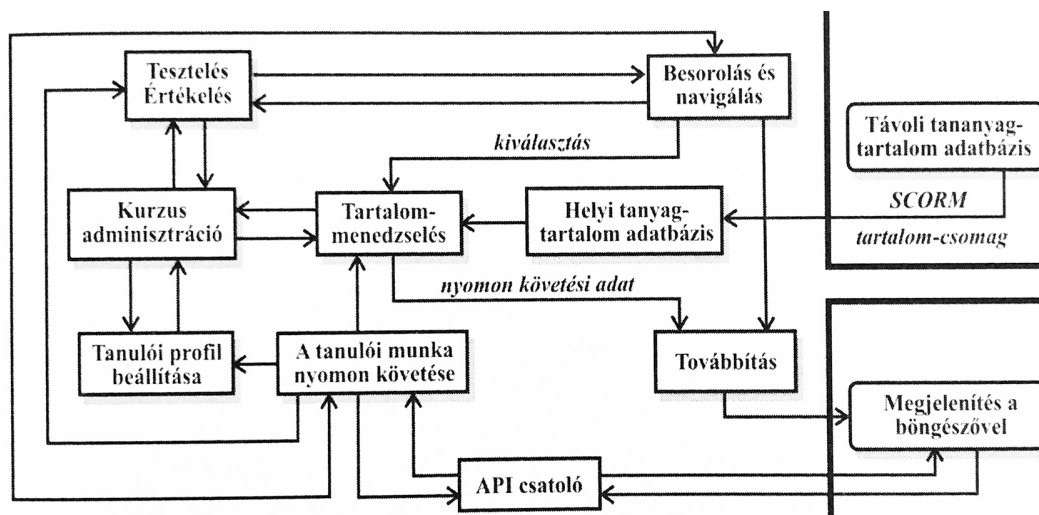 Tesztelés
Értékelés
Besorolás és
navigálás
Távoli tananyag-
tartalom adatbázis
kiválasztás
Kurzus
adminisztráció
Tartalom-
menedzselés
Helyi tanyag-
tartalom adatbázis
SCORM
tartalom-csomag
nyomon követési adat
Tanulói profil
beállítása
A tanulói munka
nyomon követése
Továbbítás
Megjelenítés a
böngészővel
API csatoló